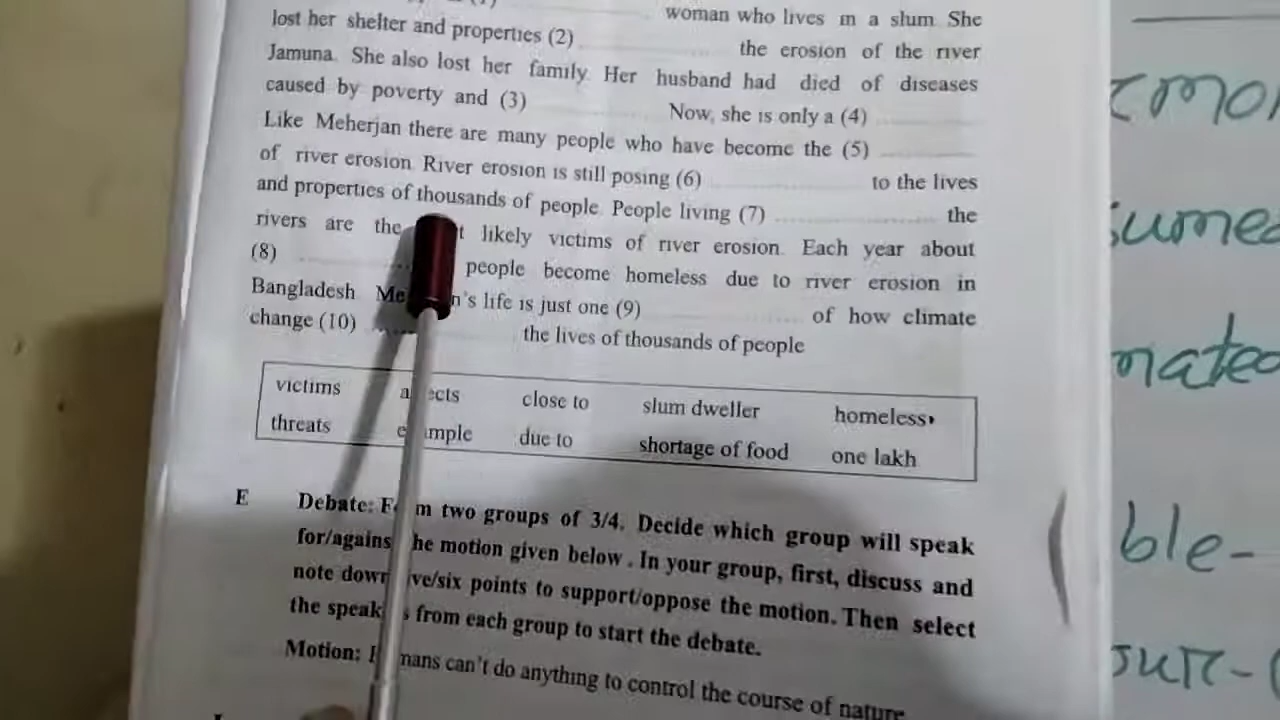 (1) woman who lives in a slum She
lost her shelter and properties (2) the erosion of the river
Jamuna. She also lost her family. Her husband had died of diseases
caused by poverty and (3) Now, she is only a (4)
Like Meherjan there are many people who have become the (5)
of river erosion River erosion is still posing (6) to the lives
and properties of thousands of people. People living (7) the
rivers are the likely victims of river erosion. Each year about
(8) people become homeless due to river erosion in
Bangladesh life is just one (9) of how climate
change (10) the lives of thousands of people
victims close to slum dweller homeless
threats due to shortage of food one lakh
E Debate: two groups of 3/4. Decide which group will speak
motion given below. In your group, first, discuss and
note points to support/oppose the motion. Then select
the from each group to start the debate.
Motion: can't do anything to control the course of nature
sumed
mated
ble-